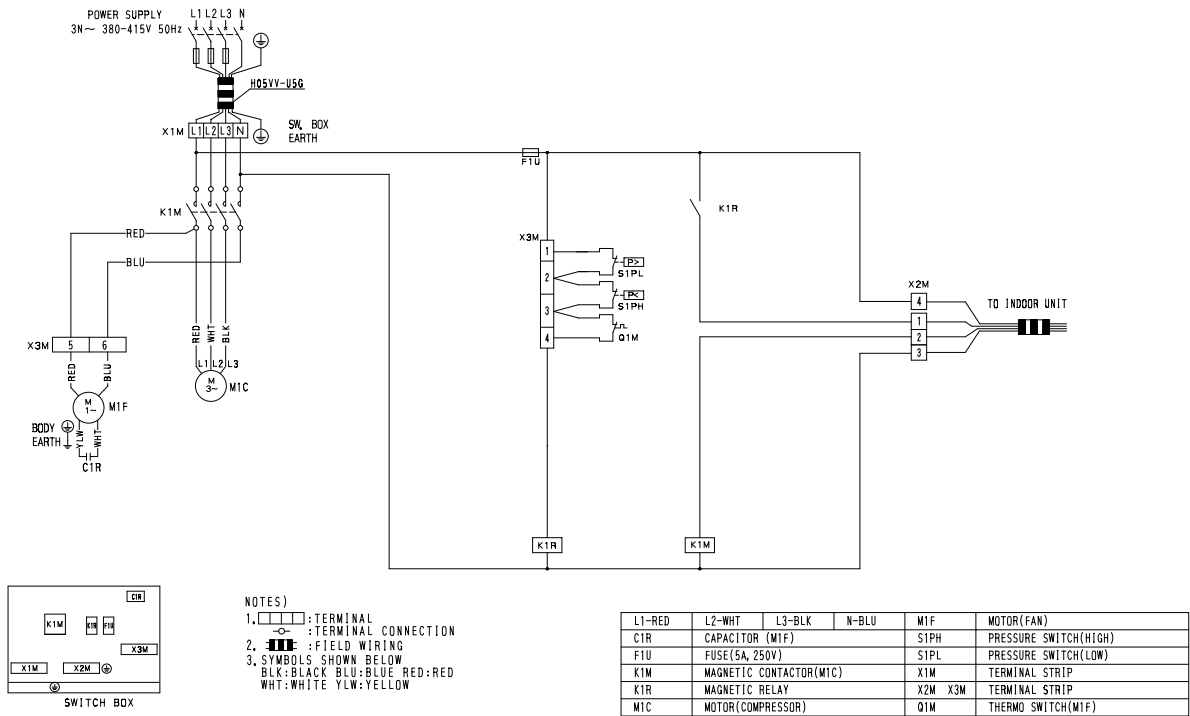 POWER SUPPLY L1 L2 L3 N
3N～ 380-415V 50Hz
H05VV-U5G
X1M L1 L2 L3 N
SW. BOX
EARTH
F1U
K1M
K1R
RED
BLU
X3M
1
P>
S1PL
2
P<
S1PH
3
Q1M
4
X2M
4
1
2
3
TO INDOOR UNIT
RED WHT BLK
X3M 5 6
L1 L2 L3
M
3～
M1C
RED BLU
M
1～
M1F
BODY
EARTH
YLW WHT
C1R
K1R
K1M
C1R
K1M K1R F1U
X3M
X1M X2M
SWITCH BOX
NOTES)
1. :TERMINAL
:TERMINAL CONNECTION
2. :FIELD WIRING
3. SYMBOLS SHOWN BELOW
BLK:BLACK BLU:BLUE RED:RED
WHT:WHITE YLW:YELLOW
L1-RED L2-WHT L3-BLK N-BLU M1F MOTOR(FAN)
C1R CAPACITOR (M1F) S1PH PRESSURE SWITCH(HIGH)
F1U FUSE(5A, 250V) S1PL PRESSURE SWITCH(LOW)
K1M MAGNETIC CONTACTOR(M1C) X1M TERMINAL STRIP
K1R MAGNETIC RELAY X2M X3M TERMINAL STRIP
M1C MOTOR(COMPRESSOR) Q1M THERMO SWITCH(M1F)